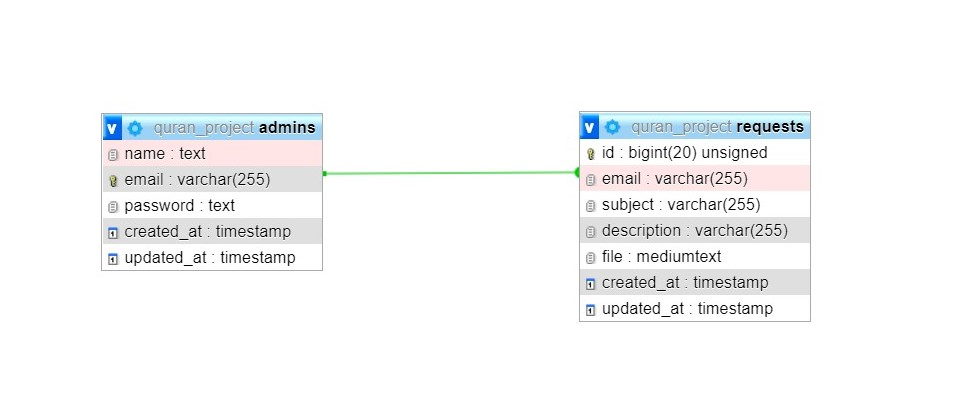 v quran_project admins
name : text
email : varchar(255)
password : text
created_at : timestamp
updated_at : timestamp
v quran_project requests
id : bigint(20) unsigned
email : varchar(255)
subject : varchar(255)
description : varchar(255)
file : mediumtext
created_at : timestamp
updated_at : timestamp